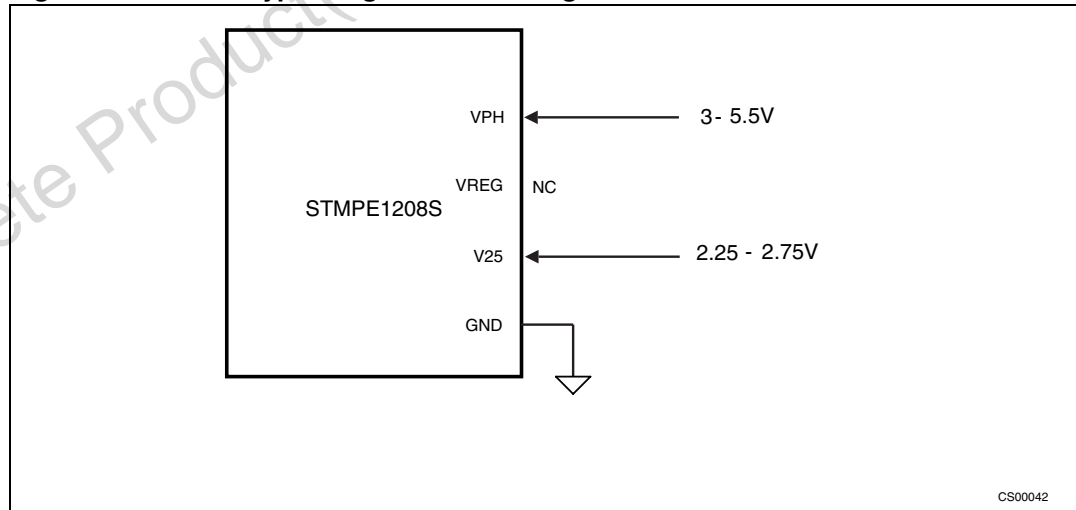 VPH
3- 5.5V
VREG
NC
STMPE1208S
V25
2.25 - 2.75V
GND
CS00042